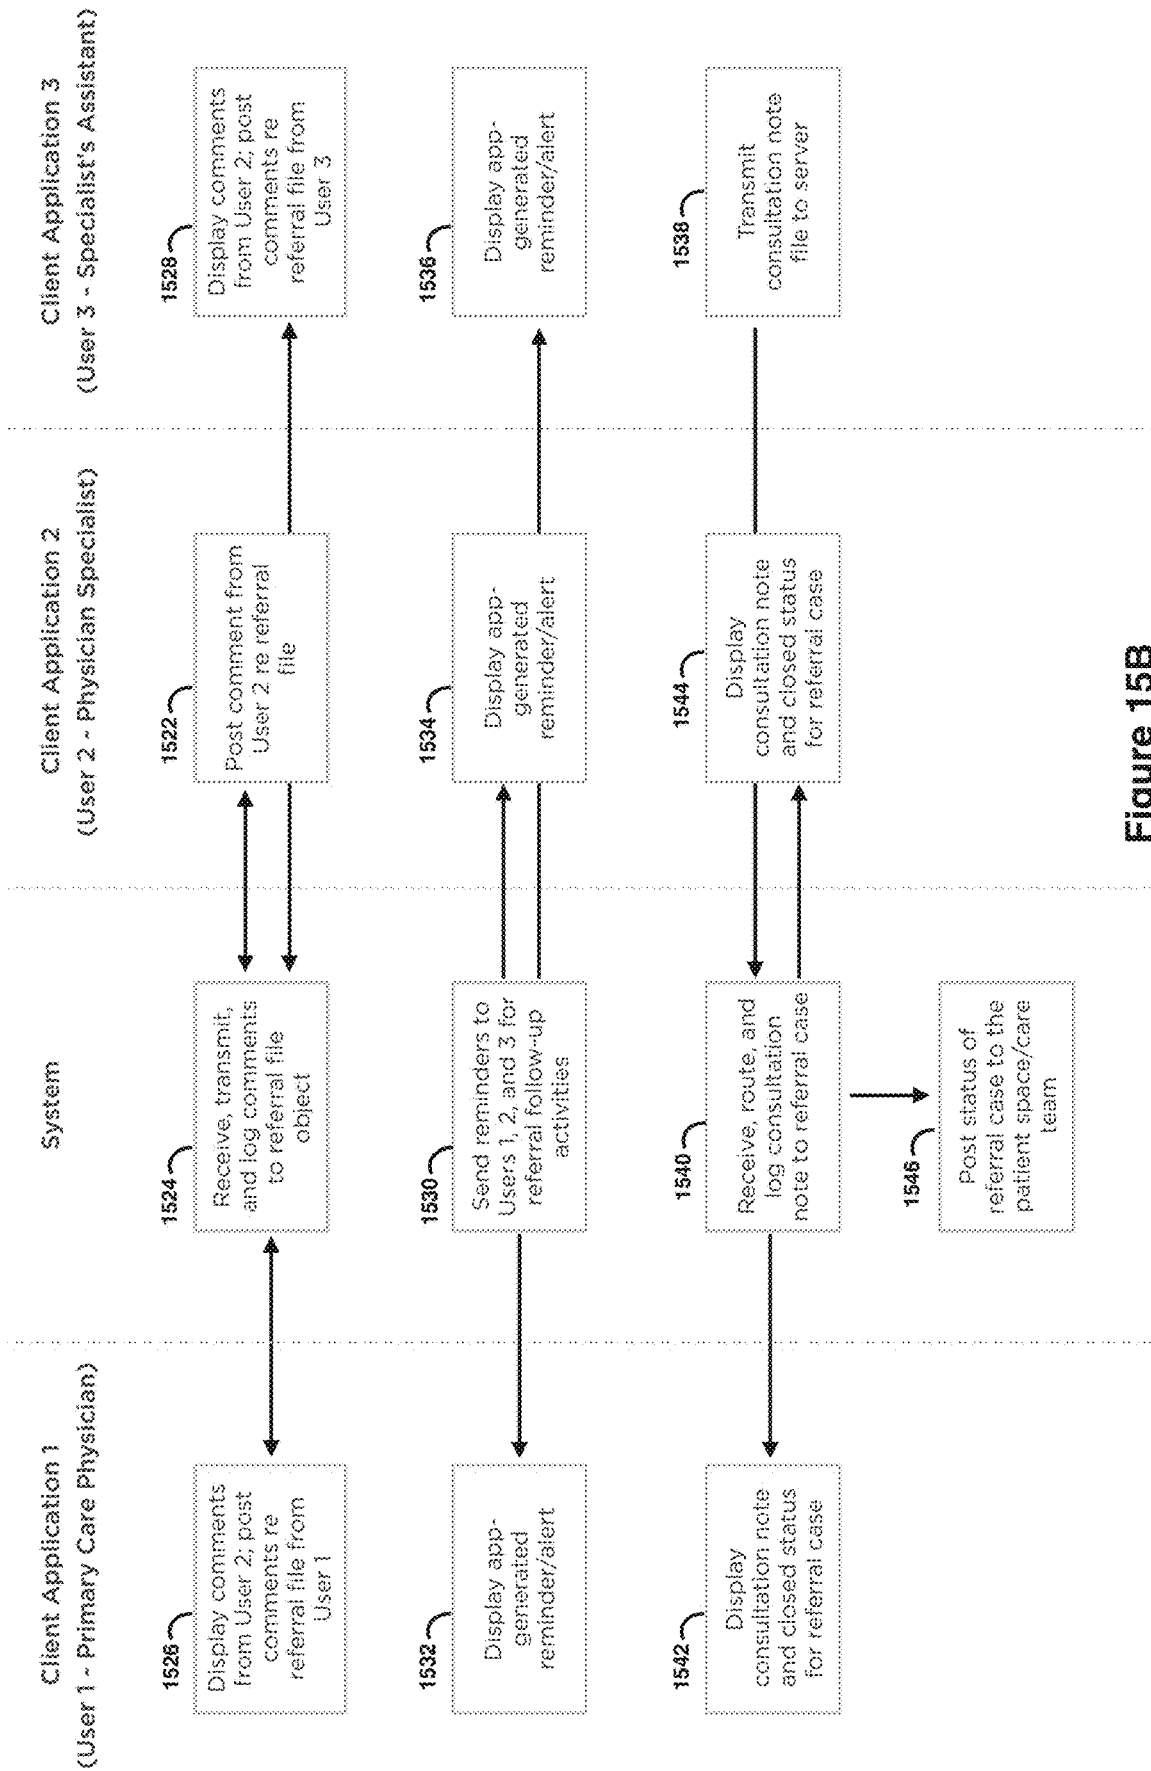 Client Application 1
(User 1 - Primary Care Physician)
System
Client Application 2
(User 2 - Physician Specialist)
Client Application 3
(User 3 - Specialist's Assistant)
1526
Display comments
from User 2; post
comments re
referral file from
User 1
1524
Receive, transmit,
and log comments
to referral file
object
1522
Post comment from
User 2 re referral
file
1528
Display comments
from User 2; post
comments re
referral file from
User 3
1532
Display app-
generated
reminder/alert
1530
Send reminders to
Users 1, 2, and 3 for
referral follow-up
activities
1534
Display app-
generated
reminder/alert
1536
Display app-
generated
reminder/alert
1542
Display
consultation note
and closed status
for referral case
1540
Receive, route, and
log consultation
note to referral case
1544
Display
consultation note
and closed status
for referral case
1538
Transmit
consultation note
file to server
1546
Post status of
referral case to the
patient space/care
team
Figure 15B